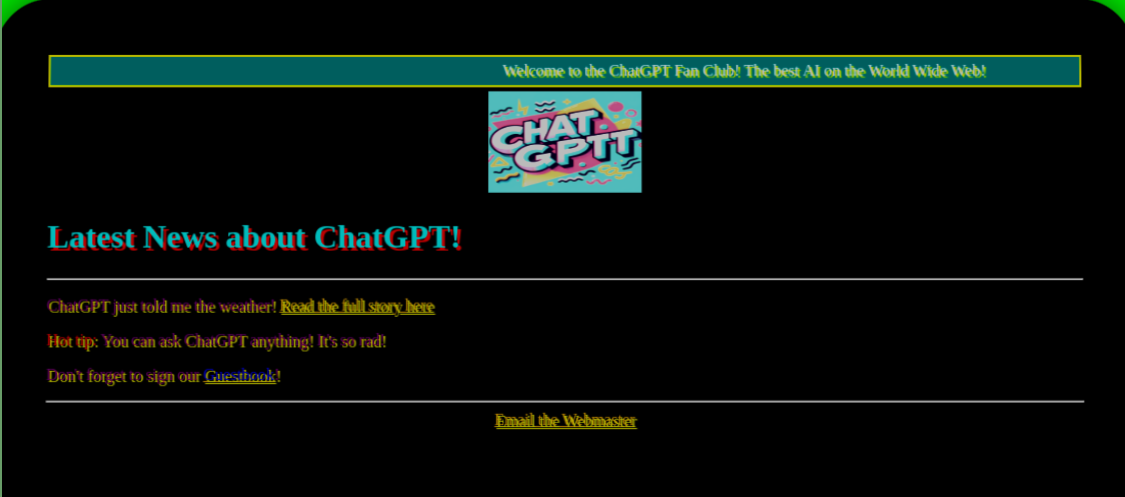 Welcome to the ChatGPT Fan Club! The best AI on the World Wide Web!
CHAT
GPTT
Latest News about ChatGPT!
ChatGPT just told me the weather! Read the full story here
Hot tip: You can ask ChatGPT anything! It's so rad!
Don't forget to sign our Guestbook!
Email the Webmaster